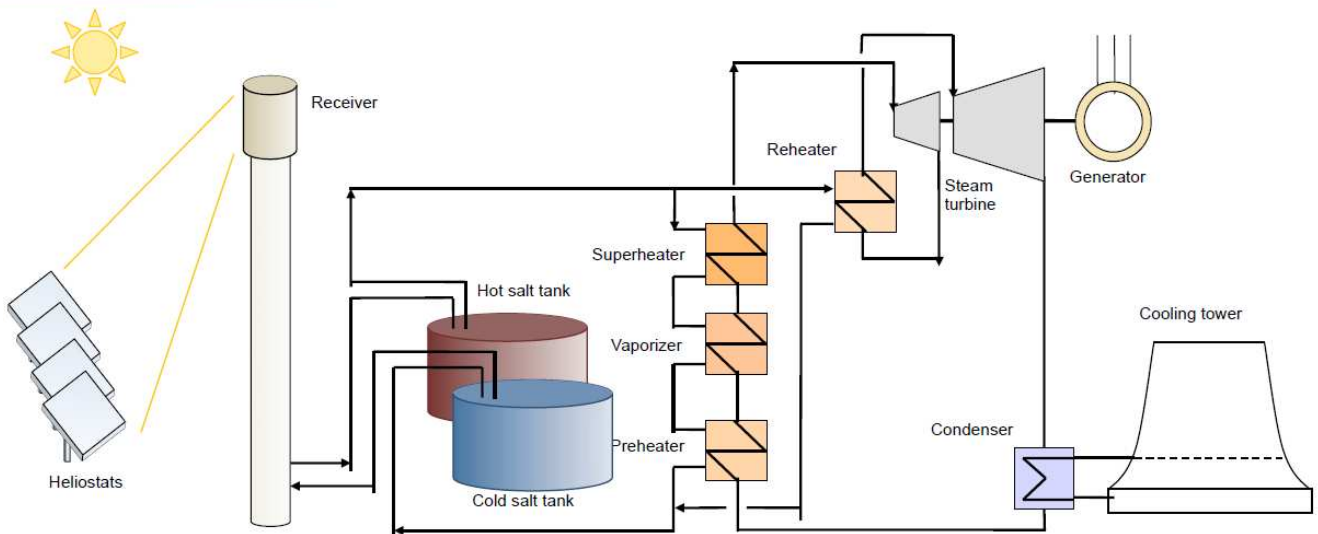 Receiver
Reheater
Generator
Steam
turbine
Superheater
Hot salt tank
Cooling tower
Vaporizer
Condenser
Preheater
Heliostats
Cold salt tank